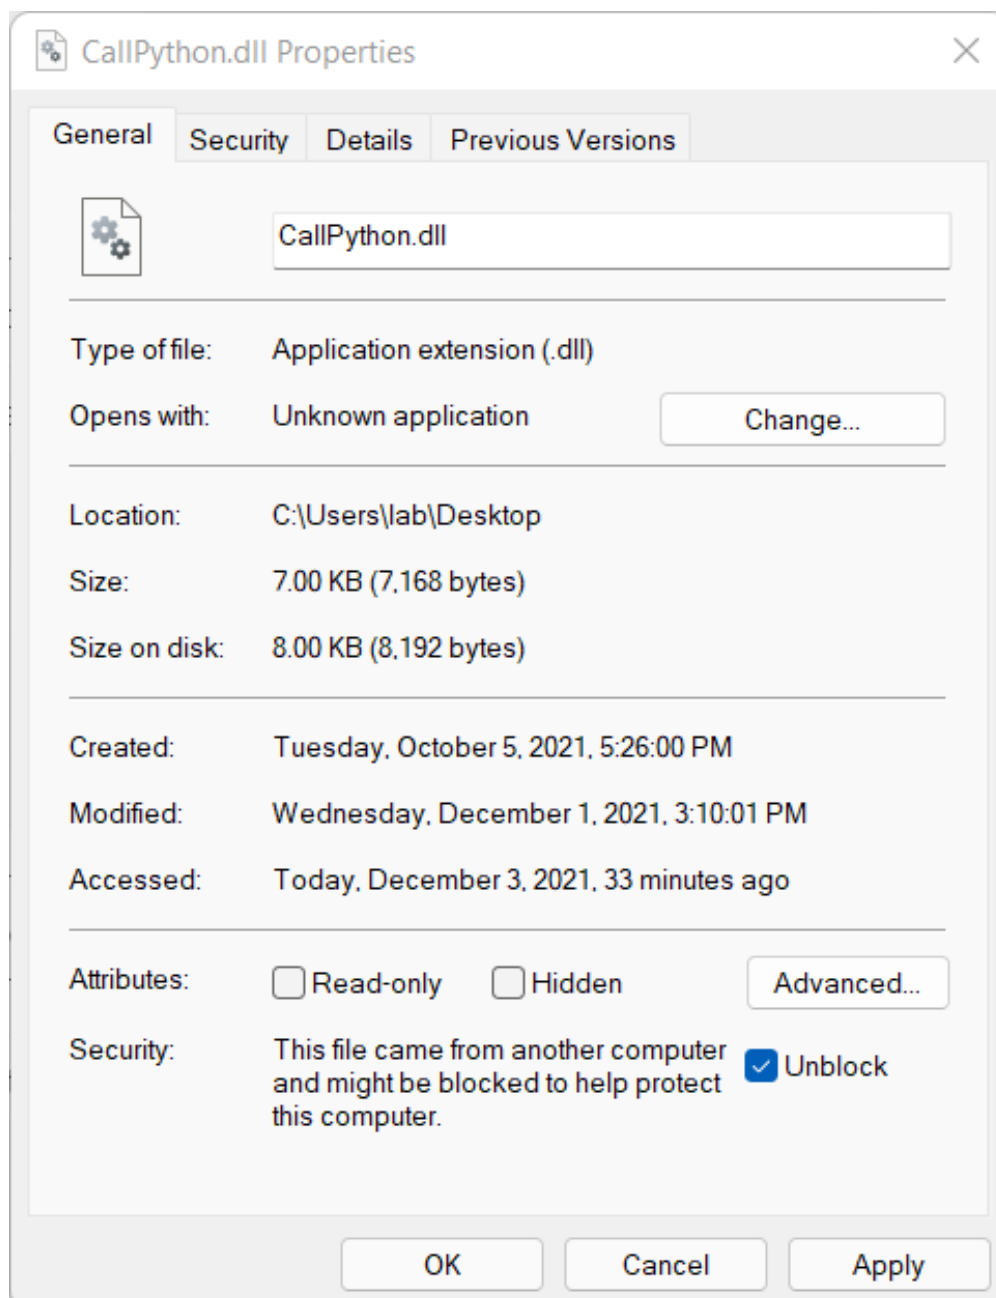 CallPython.dll Properties
General Security Details Previous Versions
CallPython.dll
Type of file: Application extension (.dll)
Opens with: Unknown application Change...
Location: C:\Users\lab\Desktop
Size: 7.00 KB (7,168 bytes)
Size on disk: 8.00 KB (8,192 bytes)
Created: Tuesday, October 5, 2021, 5:26:00 PM
Modified: Wednesday, December 1, 2021, 3:10:01 PM
Accessed: Today, December 3, 2021, 33 minutes ago
Attributes: Read-only Hidden Advanced...
Security: This file came from another computer
and might be blocked to help protect
this computer.
Unblock
OK Cancel Apply